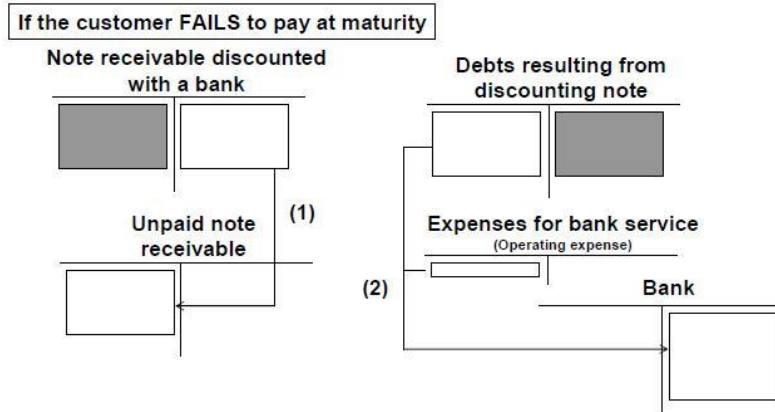 If the customer FAILS to pay at maturity
Note receivable discounted
with a bank
Debts resulting from
discounting note
(1)
Unpaid note
receivable
Expenses for bank service
(Operating expense)
(2)
Bank